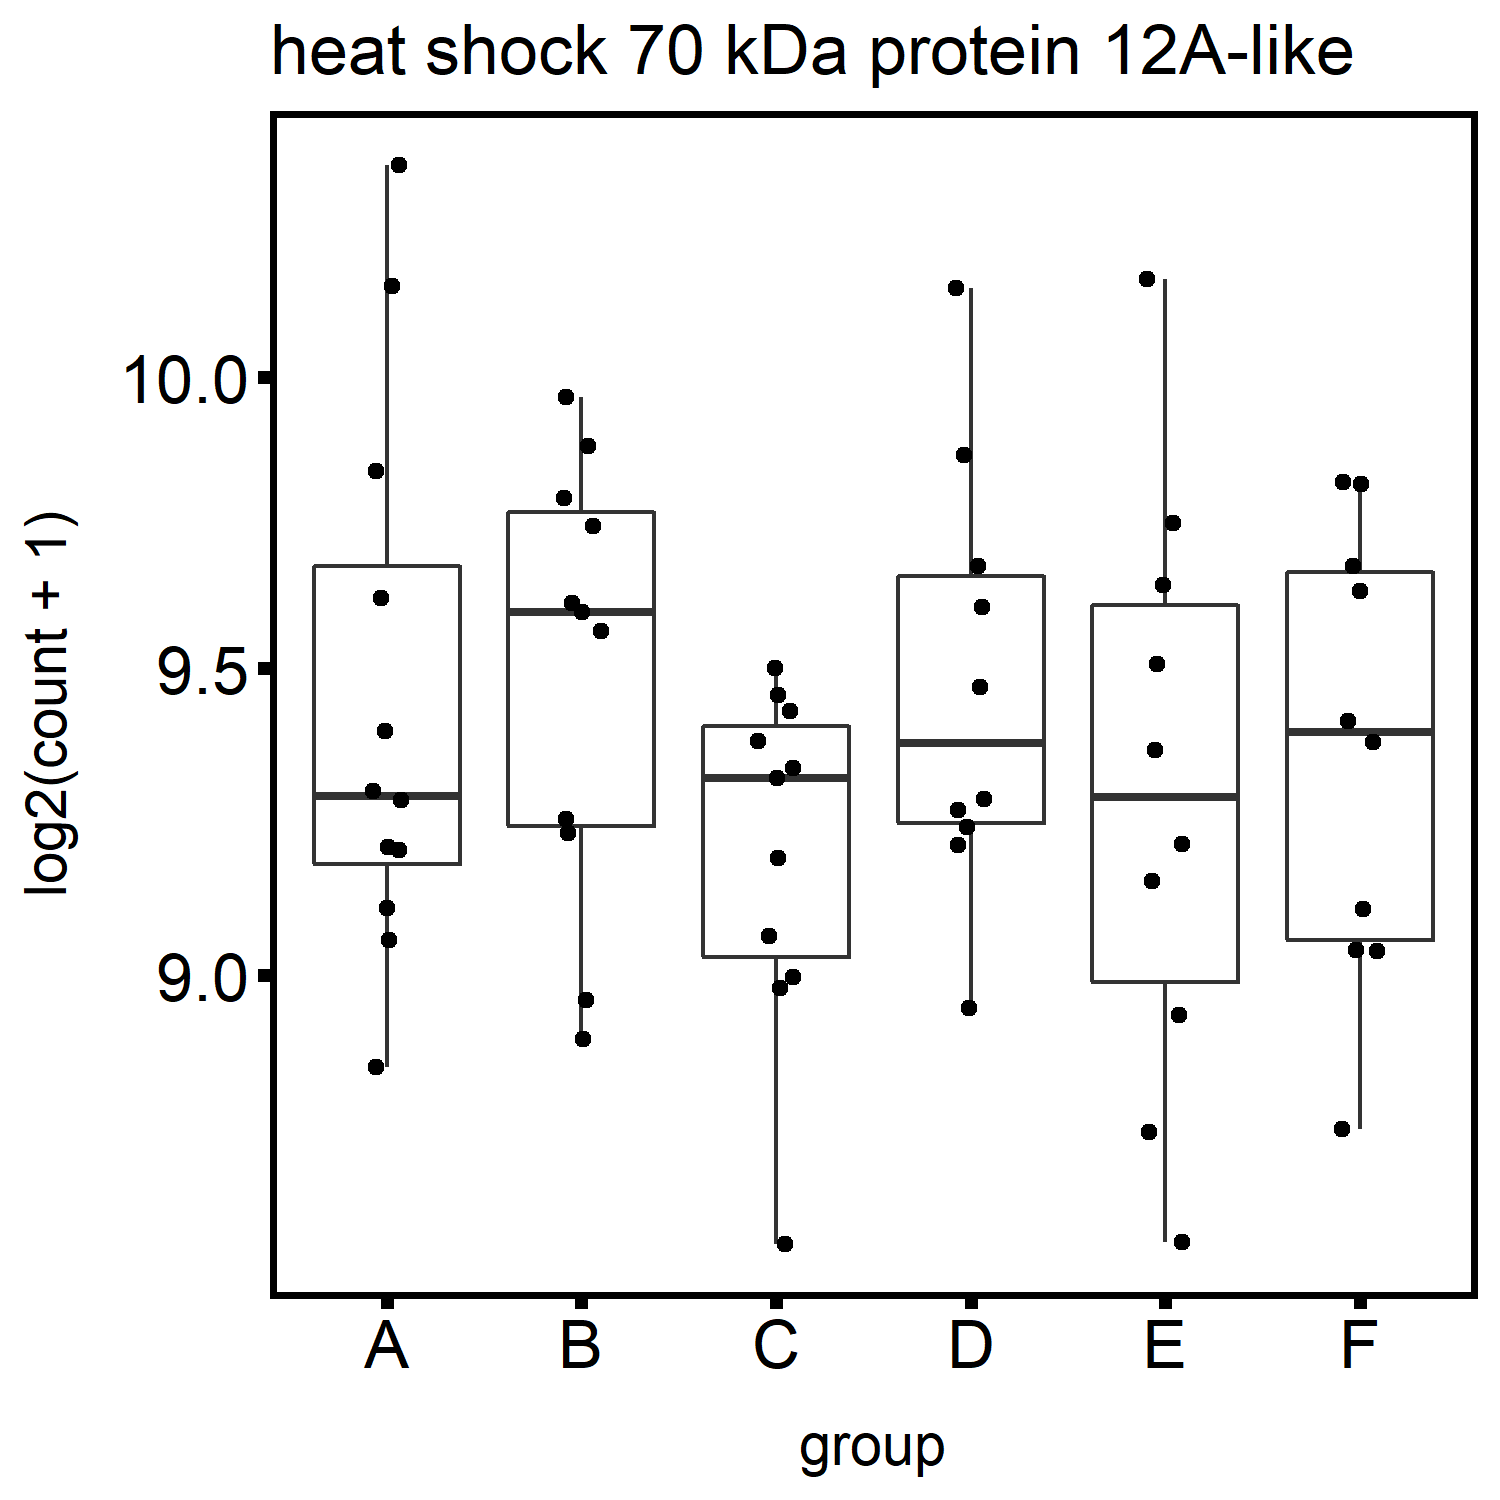 heat shock 70 kDa protein 12A-like
log2(count + 1)
10.0
9.5
9.0
A B C D E F
group